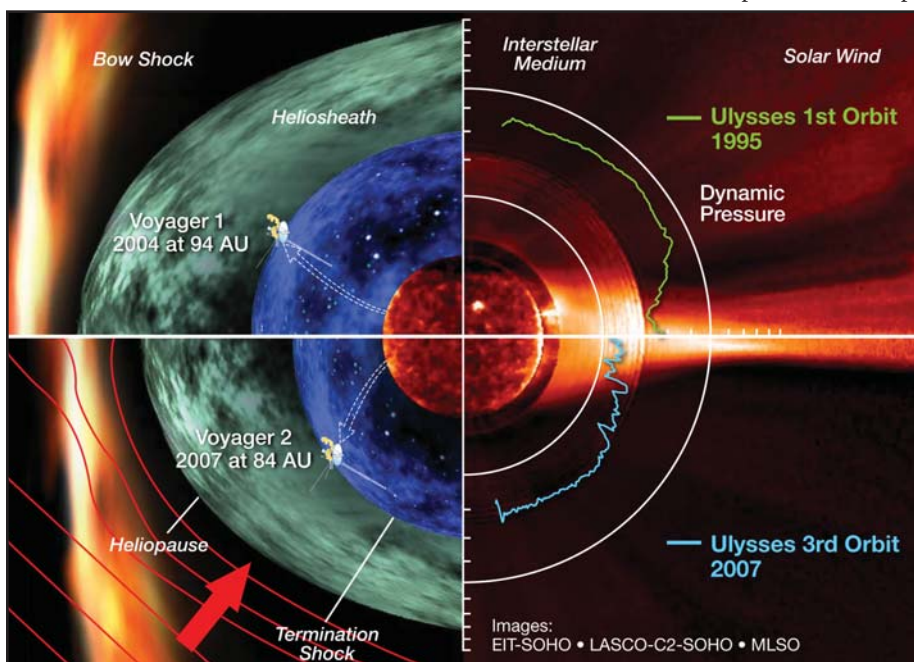 Bow Shock
Interstellar
Medium
Solar Wind
Heliosheath
Ulysses 1st Orbit
1995
Dynamic
Pressure
Voyager 1
2004 at 94 AU
Voyager 2
2007 at 84 AU
Heliopause
Ulysses 3rd Orbit
2007
Termination
Shock
Images:
EIT-SOHO • LASCO-C2-SOHO • MLSO